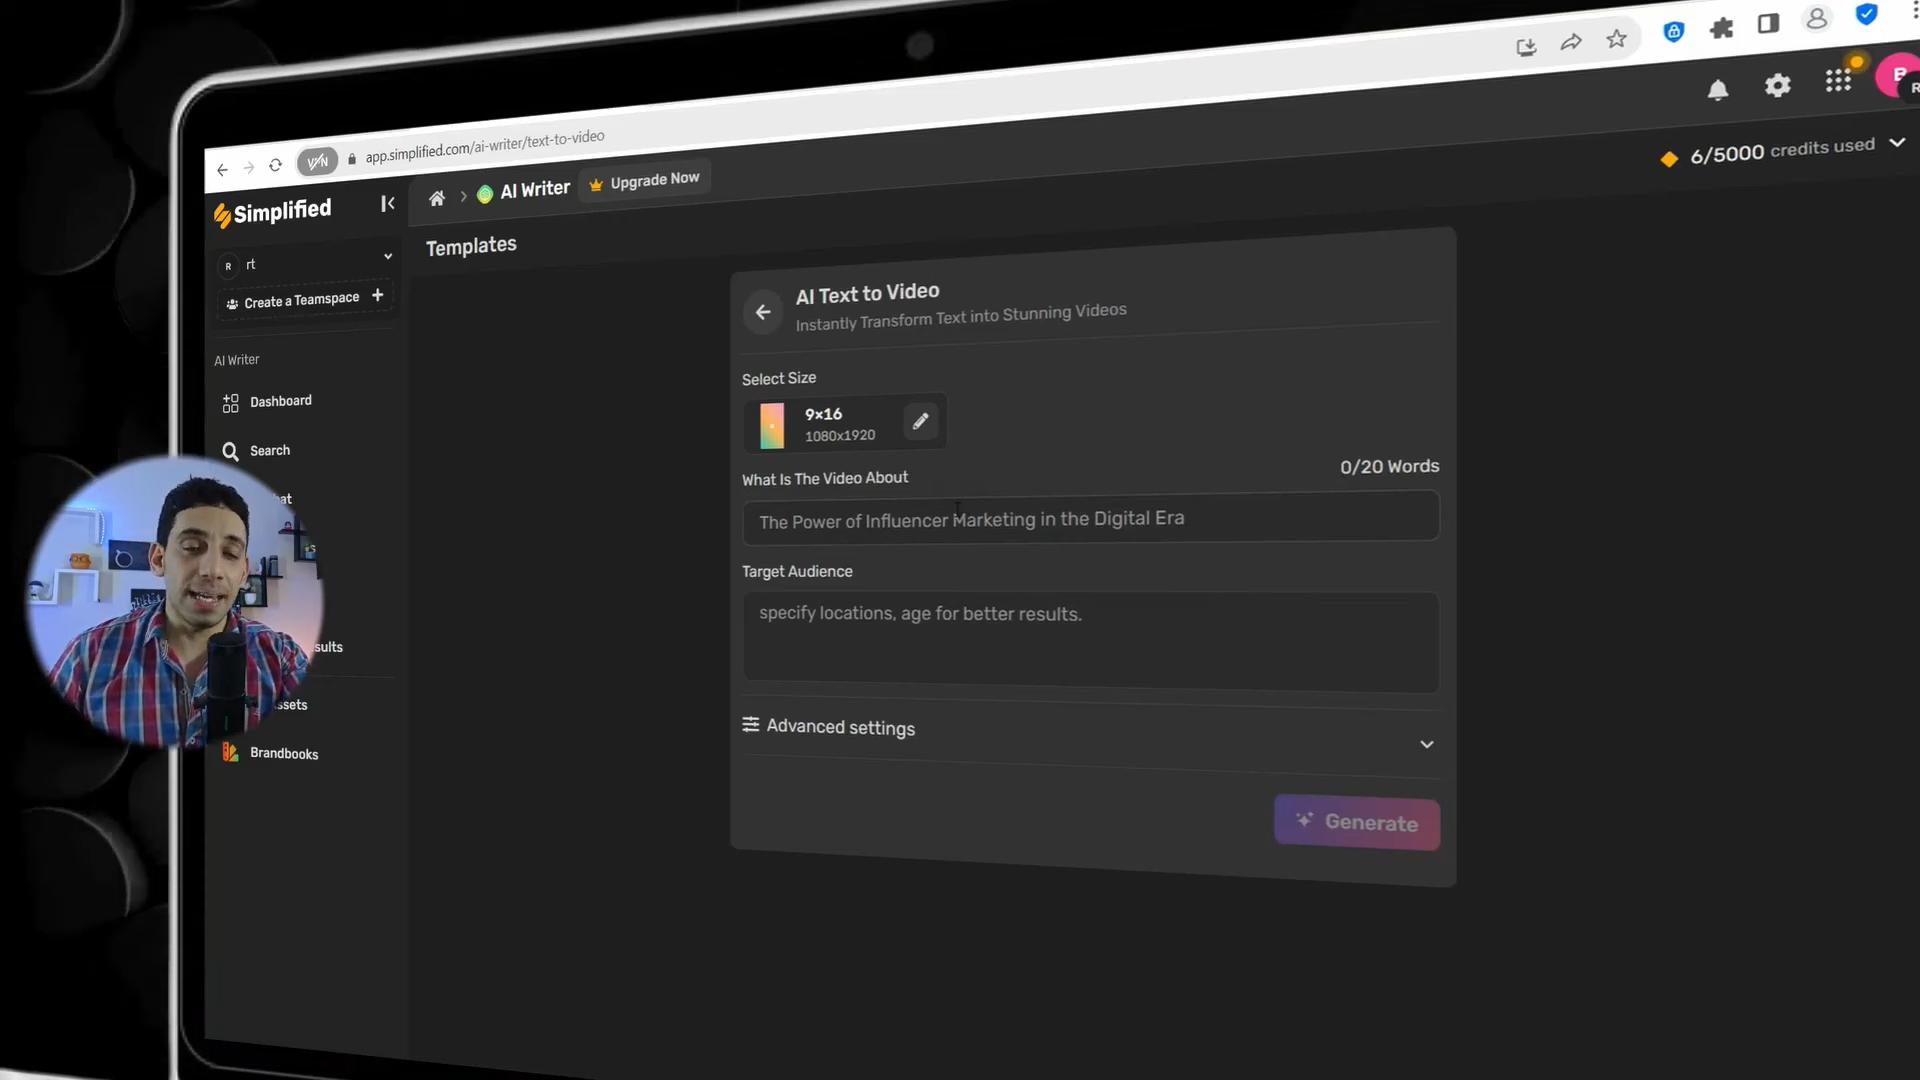 app.simplified.com/ai-writer/text-to-video
Simplified
AI Writer
Upgrade Now
6/5000 credits used
R rt
Templates
Create a Teamspace +
AI Writer
Dashboard
Search
Brandbooks
AI Text to Video
Instantly Transform Text into Stunning Videos
Select Size
9×16
1080x1920
What Is The Video About
0/20 Words
The Power of Influencer Marketing in the Digital Era
Target Audience
specify locations, age for better results.
Advanced settings
Generate